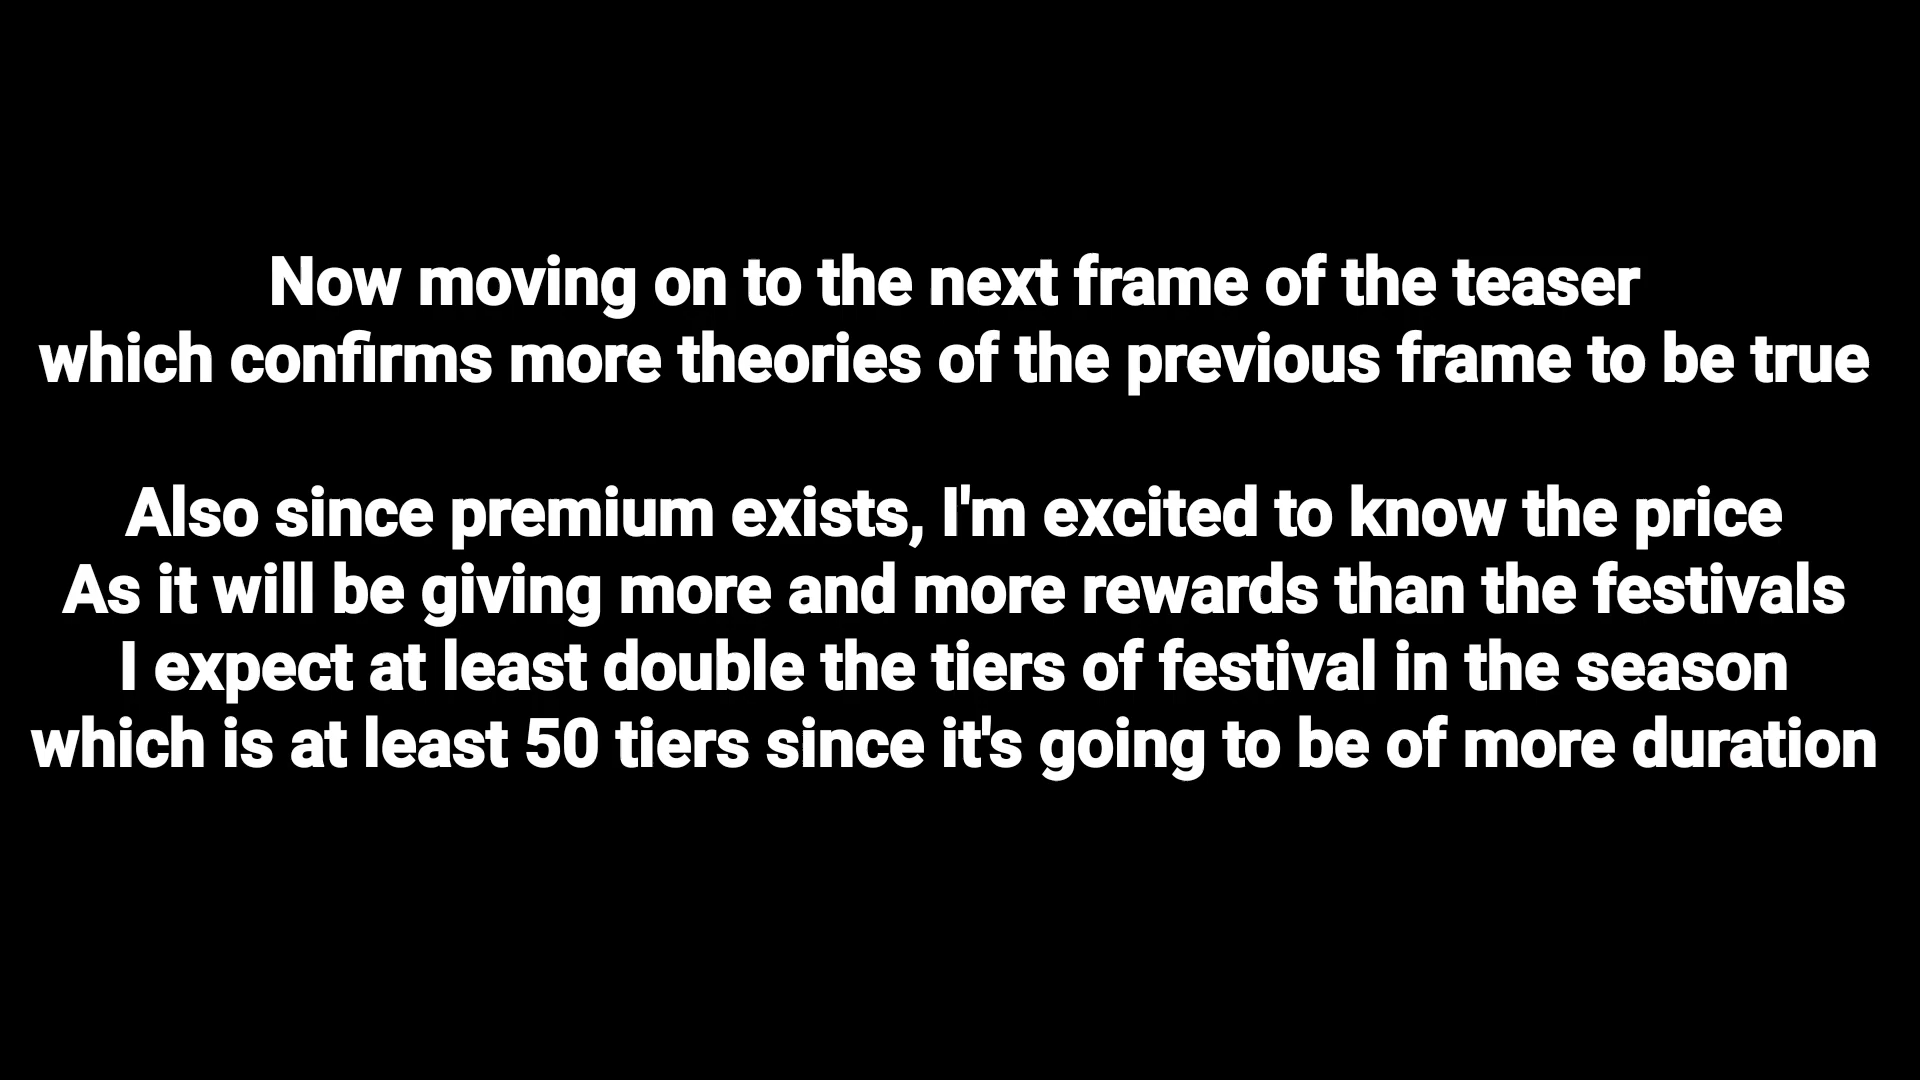 Now moving on to the next frame of the teaser
which confirms more theories of the previous frame to be true
Also since premium exists, I'm excited to know the price
As it will be giving more and more rewards than the festivals
I expect at least double the tiers of festival in the season
which is at least 50 tiers since it's going to be of more duration